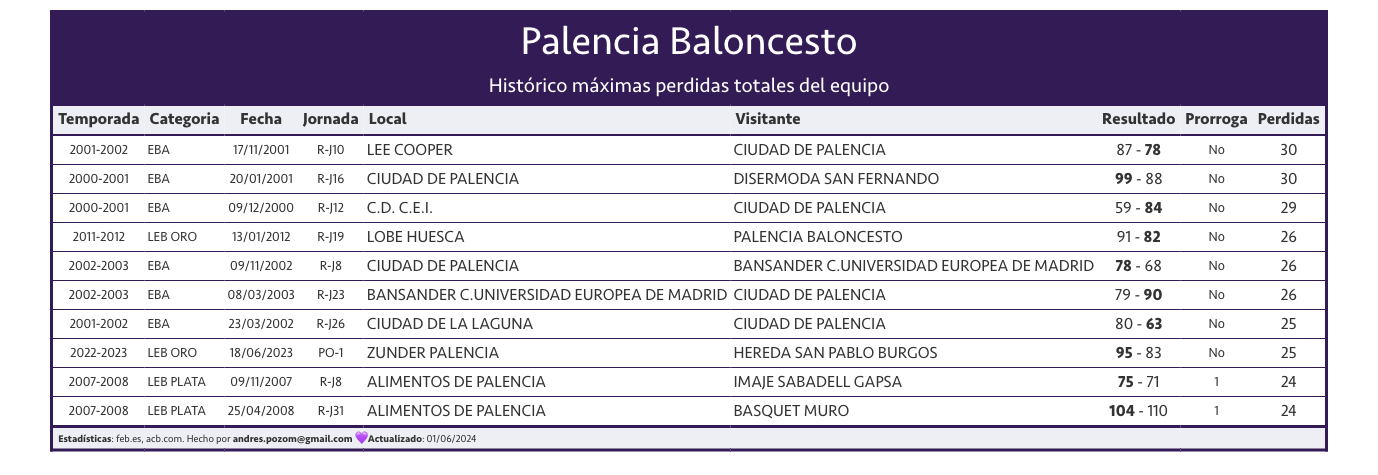 Palencia Baloncesto
Histórico máximas perdidas totales del equipo
Temporada Categoria Fecha Jornada Local Visitante Resultado Prorroga Perdidas
2001-2002 EBA 17/11/2001 R-J10 LEE COOPER CIUDAD DE PALENCIA 87 - 78 No 30
2000-2001 EBA 20/01/2001 R-J16 CIUDAD DE PALENCIA DISERMODA SAN FERNANDO 99 - 88 No 30
2000-2001 EBA 09/12/2000 R-J12 C.D. C.E.I. CIUDAD DE PALENCIA 59 - 84 No 29
2011-2012 LEB ORO 13/01/2012 R-J19 LOBE HUESCA PALENCIA BALONCESTO 91 - 82 No 26
2002-2003 EBA 09/11/2002 R-J8 CIUDAD DE PALENCIA BANSANDER C.UNIVERSIDAD EUROPEA DE MADRID 78 - 68 No 26
2002-2003 EBA 08/03/2003 R-J23 BANSANDER C.UNIVERSIDAD EUROPEA DE MADRID CIUDAD DE PALENCIA 79 - 90 No 26
2001-2002 EBA 23/03/2002 R-J26 CIUDAD DE LA LAGUNA CIUDAD DE PALENCIA 80 - 63 No 25
2022-2023 LEB ORO 18/06/2023 PO-1 ZUNDER PALENCIA HEREDA SAN PABLO BURGOS 95 - 83 No 25
2007-2008 LEB PLATA 09/11/2007 R-J8 ALIMENTOS DE PALENCIA IMAJE SABADELL GAPSA 75 - 71 1 24
2007-2008 LEB PLATA 25/04/2008 R-J31 ALIMENTOS DE PALENCIA BASQUET MURO 104 - 110 1 24
Estadísticas: feb.es, acb.com. Hecho por andres.pozom@gmail.com 💜Actualizado: 01/06/2024